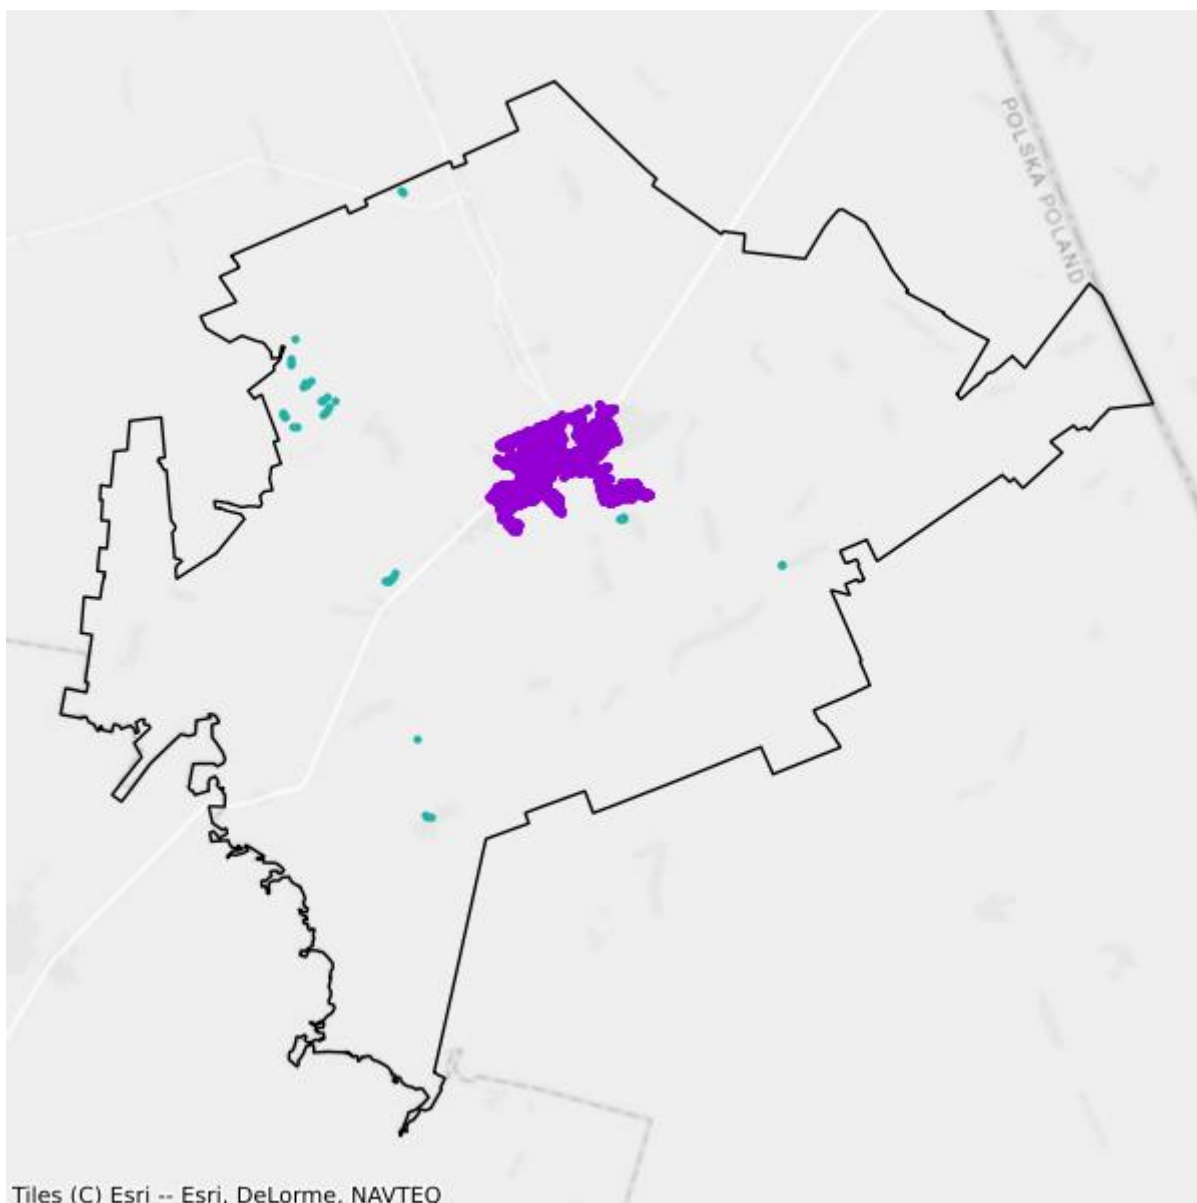 POLSKA POLAND
Tiles (C) Esri -- Esri, DeLorme, NAVTEQ